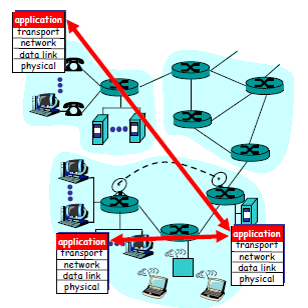 application
transport
network
data link
physical
application
transport
network
data link
physical
application
transport
network
data link
physical